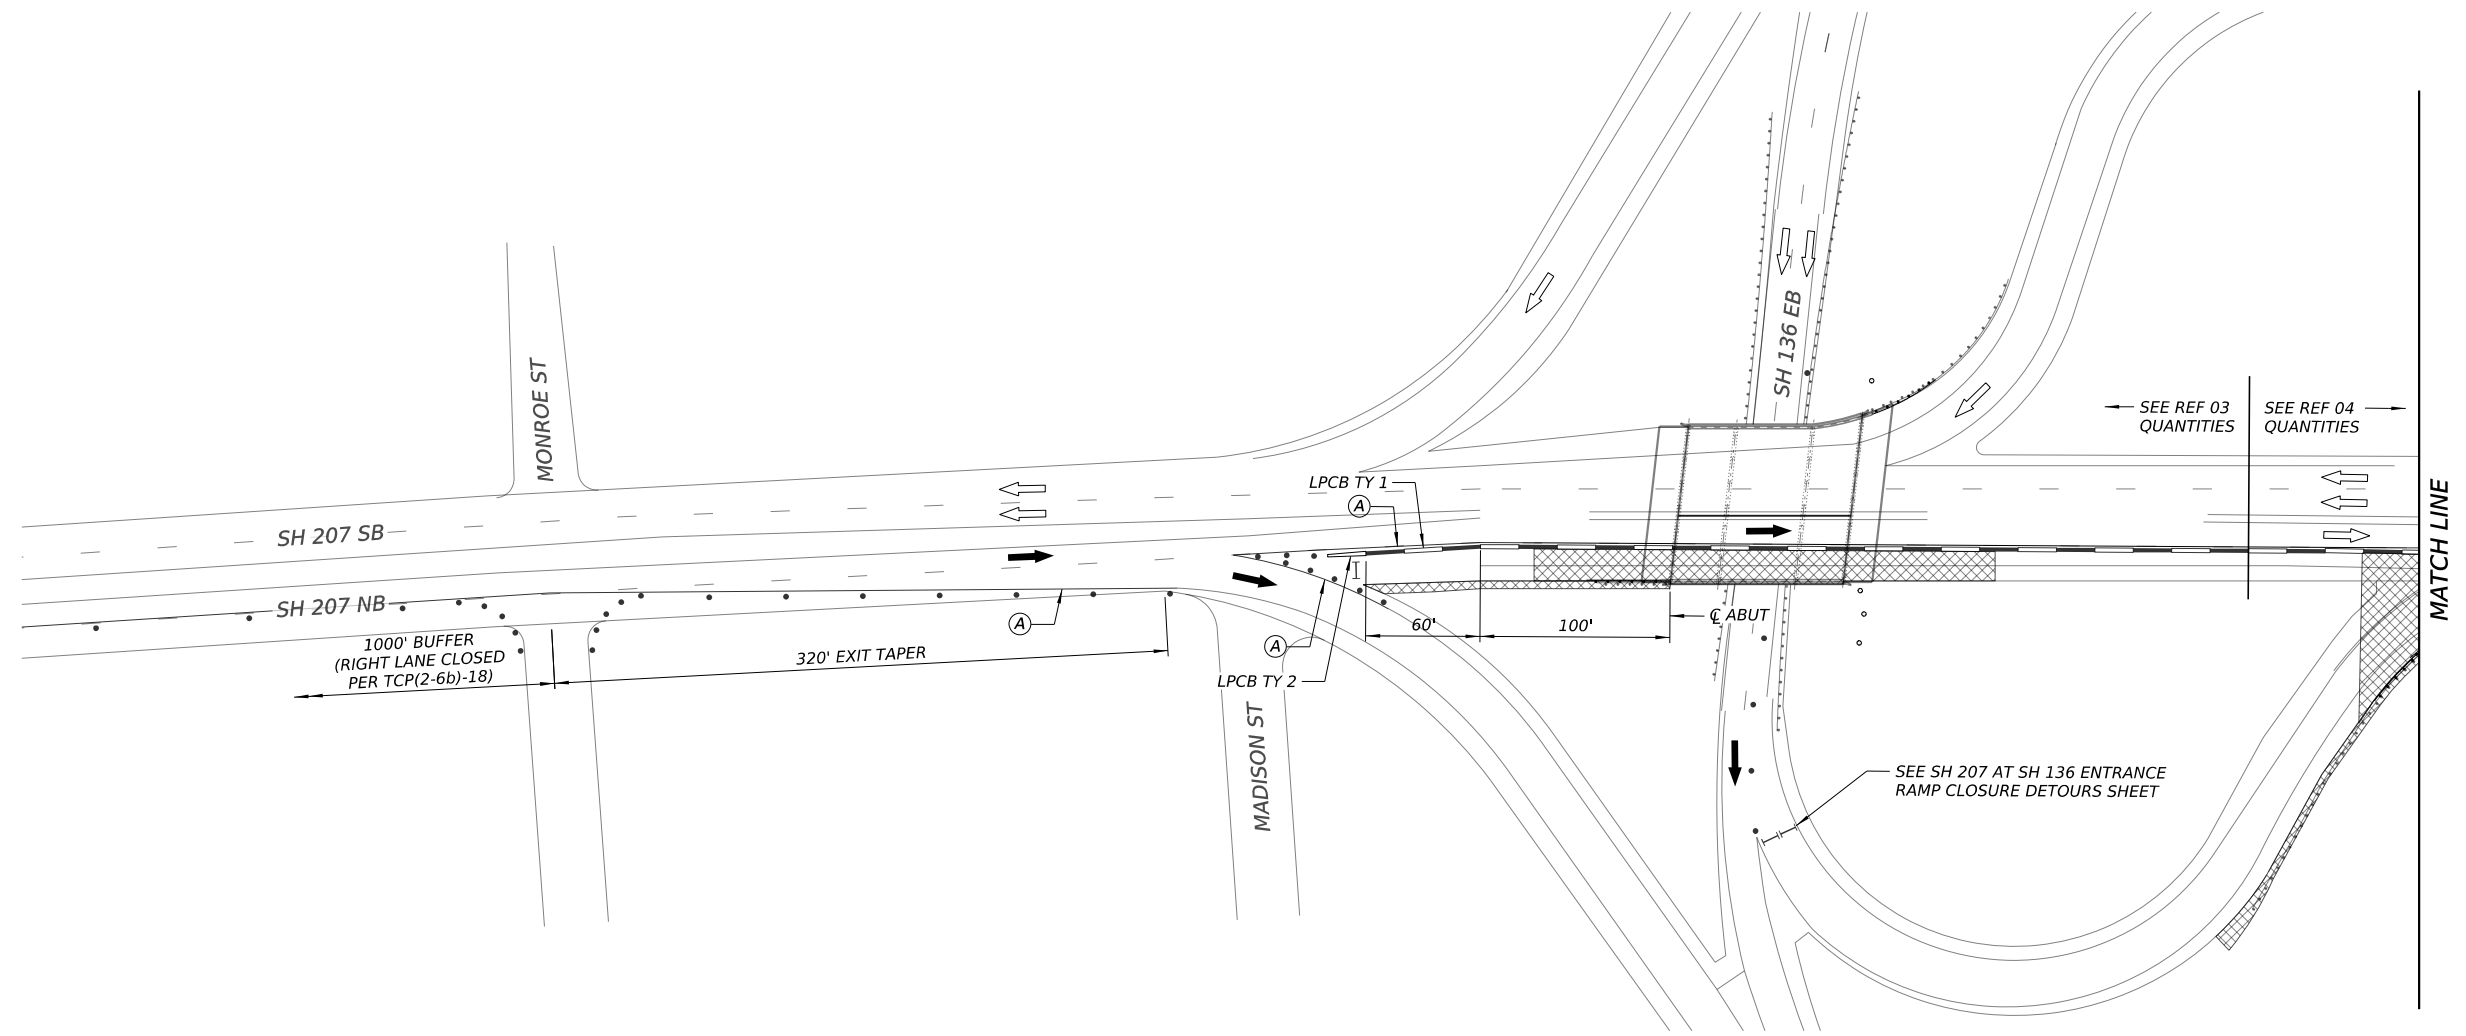 MONROE ST
SH 207 SB
SH 207 NB
1000' BUFFER
(RIGHT LANE CLOSED
PER TCP(2-6b)-18)
320' EXIT TAPER
A
MADISON ST
LPCB TY 1
A
A
LPCB TY 2
60'
100'
℄ ABUT
SH 136 EB
SEE REF 03
QUANTITIES
SEE REF 04
QUANTITIES
MATCH LINE
SEE SH 207 AT SH 136 ENTRANCE
RAMP CLOSURE DETOURS SHEET